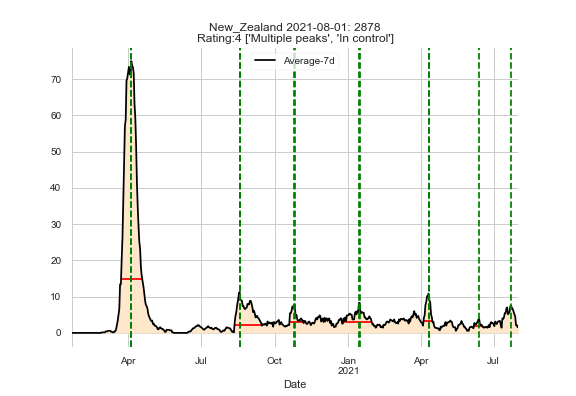 New_Zealand 2021-08-01: 2878
Rating:4 ['Multiple peaks', 'In control']
Average-7d
70
60
50
40
30
20
10
0
Apr
Jul
Oct
Jan
2021
Apr
Jul
Date